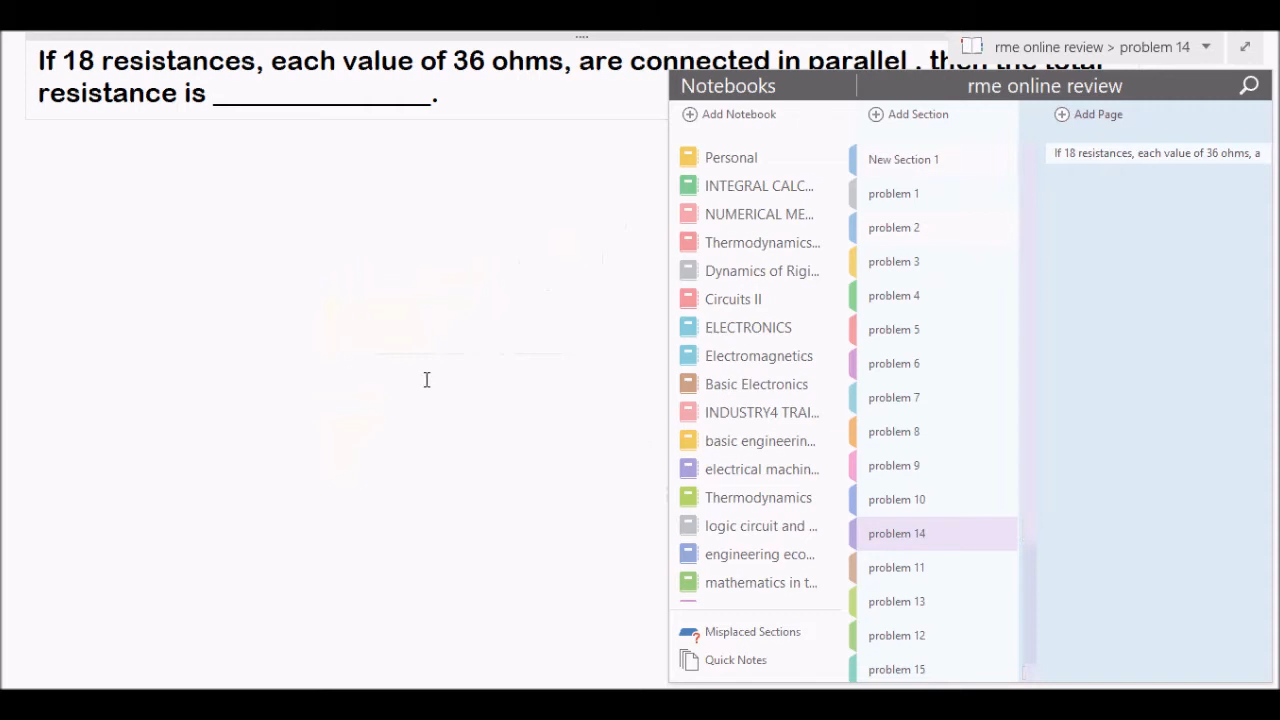 If 18 resistances, each value of 36 ohms, are connected in parallel , then the total
resistance is _________________.
rme online review > problem 14
Notebooks
rme online review
Add Notebook
Add Section
Add Page
Personal
INTEGRAL CALC...
NUMERICAL ME...
Thermodynamics...
Dynamics of Rigi...
Circuits II
ELECTRONICS
Electromagnetics
Basic Electronics
INDUSTRY4 TRAI...
basic engineerin...
electrical machin...
Thermodynamics
logic circuit and ...
engineering eco...
mathematics in t...
Misplaced Sections
Quick Notes
New Section 1
problem 1
problem 2
problem 3
problem 4
problem 5
problem 6
problem 7
problem 8
problem 9
problem 10
problem 14
problem 11
problem 13
problem 12
problem 15
If 18 resistances, each value of 36 ohms, a